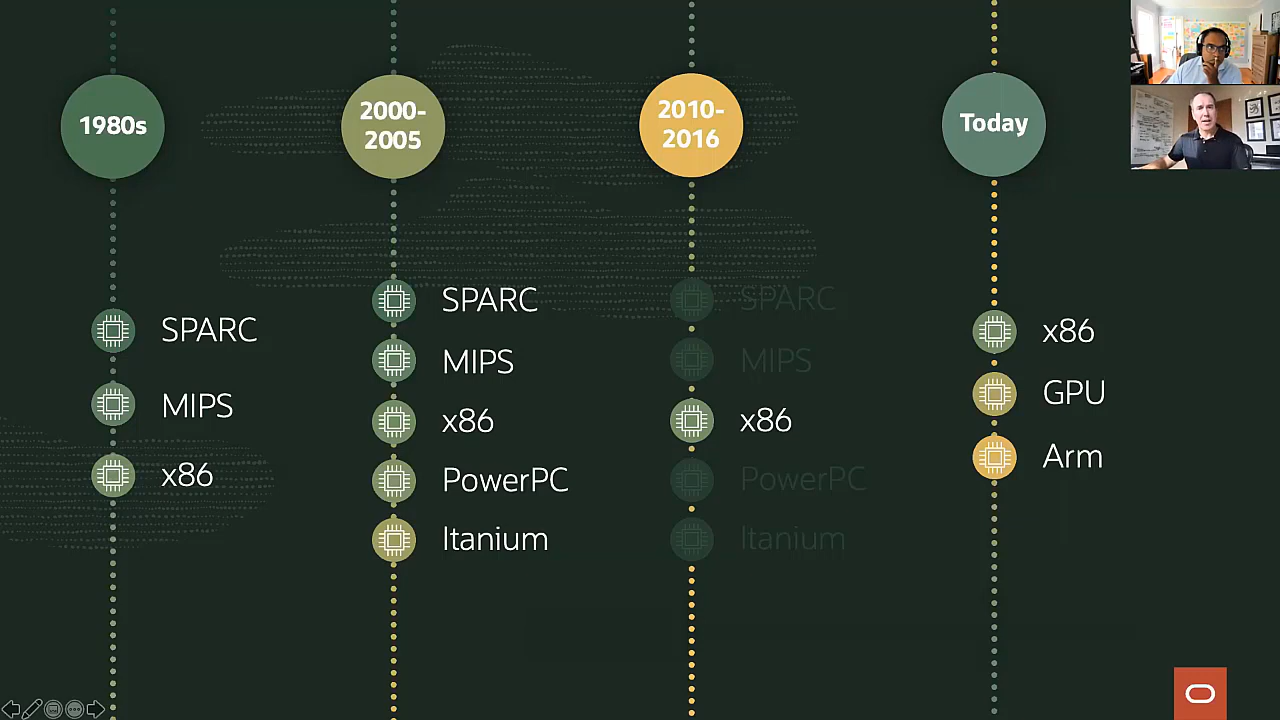 1980s
SPARC
MIPS
x86
2000-
2005
SPARC
MIPS
x86
PowerPC
Itanium
2010-
2016
SPARC
MIPS
x86
PowerPC
Itanium
Today
x86
GPU
Arm